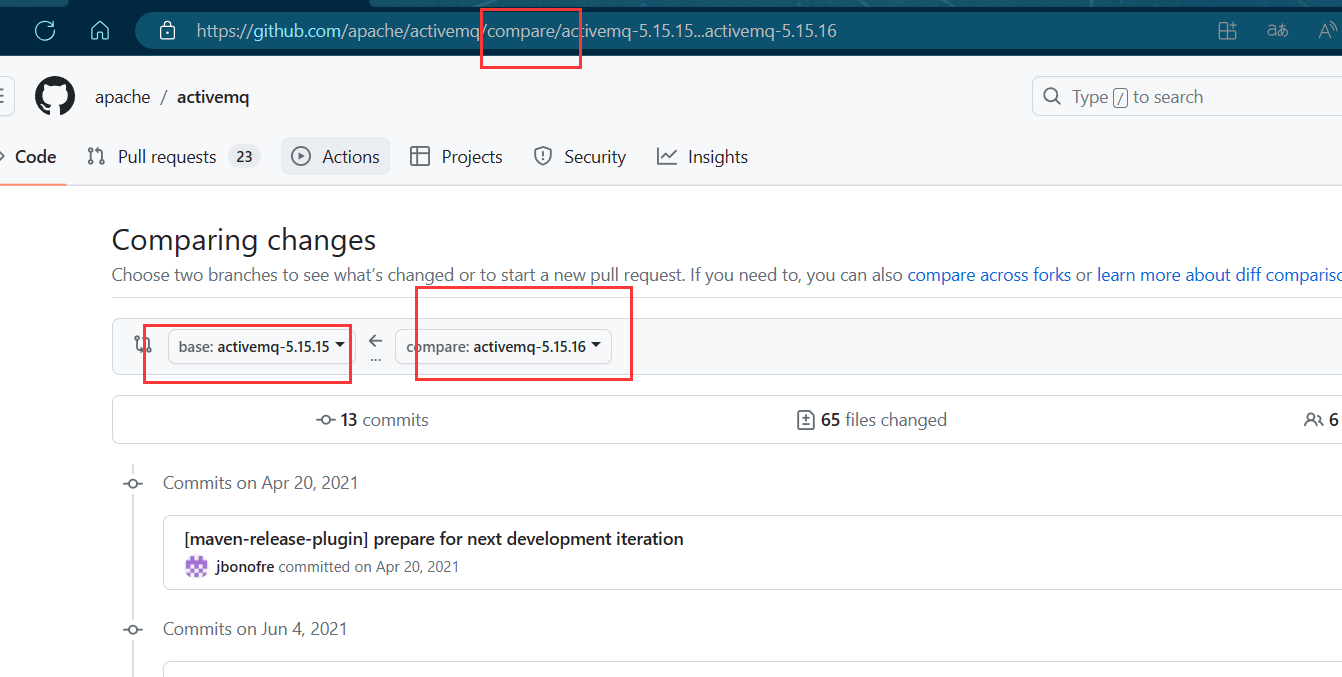 https://github.com/apache/activemq/compare/activemq-5.15.15...activemq-5.15.16
apache / activemq
Type / to search
Code Pull requests 23 Actions Projects Security Insights
Comparing changes
Choose two branches to see what's changed or to start a new pull request. If you need to, you can also compare across forks or learn more about diff
base: activemq-5.15.15 ... compare: activemq-5.15.16
13 commits 65 files changed 6
Commits on Apr 20, 2021
[maven-release-plugin] prepare for next development iteration
jbonofre committed on Apr 20, 2021
Commits on Jun 4, 2021